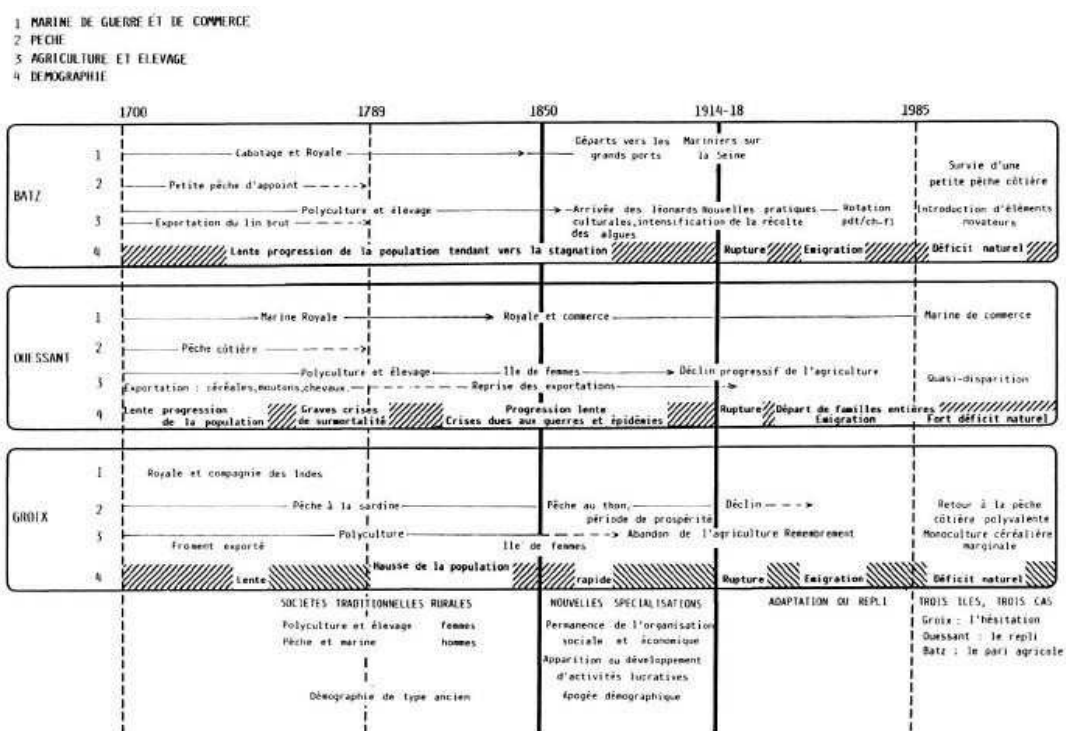 1 MARINE DE GUERRE ET DE COMMERCE
2 PECHE
3 AGRICULTURE ET ELEVAGE
4 DEMOGRAPHIE
1700 1789 1850 1914-18 1985
BATZ
1 Cabotage et Royale Départs vers les Mariniers sur
grands ports la Seine
Survie d'une
2 Petite pêche d'appoint petite pêche côtière
Polyculture et élevage Arrivée des léonards Nouvelles pratiques Rotation Introduction d'éléments
3 Exportation du lin brut culturales, intensification de la récolte pdt/ch-fl novateurs
des algues
4 Lente progression de la population tendant vers la stagnation Rupture Emigration Déficit naturel
OUESSANT
1 Marine Royale Royale et commerce Marine de commerce
2 Pêche côtière
Polyculture et élevage Ile de femmes Déclin progressif de l'agriculture
3 Exportation : céréales, moutons, chevaux Reprise des exportations Quasi-disparition
Lente progression Graves crises Progression lente Rupture Départ de familles entières
4 de la population de surmortalité Crises dues aux guerres et épidémies Emigration Fort déficit naturel
GROIX
1 Royale et compagnie des Indes
2 Pêche à la sardine Pêche au thon, Déclin Retour à la pêche
période de prospérité côtière polyvalente
3 Polyculture Abandon de l'agriculture Remembrement Monoculture céréalière
Froment exporté Ile de femmes marginale
Hausse de la population
4 Lente rapide Rupture Emigration Déficit naturel
SOCIETES TRADITIONNELLES RURALES NOUVELLES SPECIALISATIONS ADAPTATION OU REPLI TROIS ILES, TROIS CAS
Groix : l'hésitation
Polyculture et élevage femmes Permanence de l'organisation
Ouessant : le repli
Pêche et marine hommes sociale et économique
Batz : le pari agricole
Apparition ou développement
d'activités lucratives
Démographie de type ancien Apogée démographique